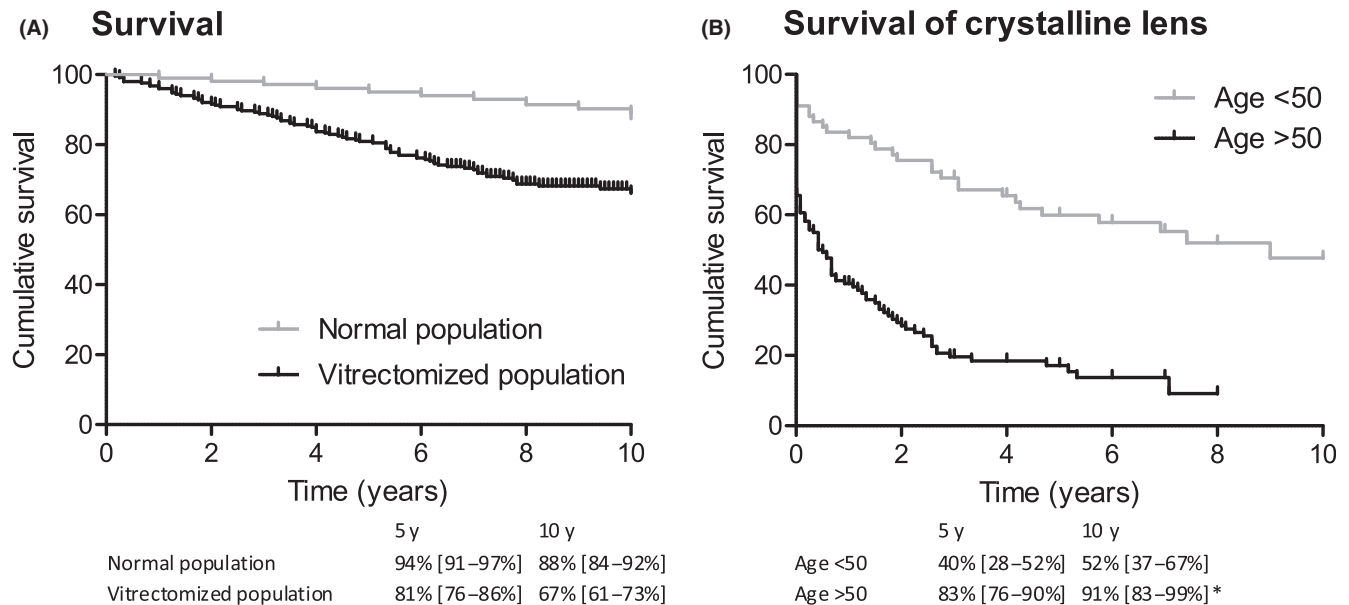 (A) Survival
100
80
60
40
20
0
Cumulative survival
Normal population
Vitrectomized population
0 2 4 6 8 10
Time (years)
5 y 10 y
Normal population 94% [91–97%] 88% [84–92%]
Vitrectomized population 81% [76–86%] 67% [61–73%]
(B) Survival of crystalline lens
100
80
60
40
20
0
Cumulative survival
Age <50
Age >50
0 2 4 6 8 10
Time (years)
5 y 10 y
Age <50 40% [28–52%] 52% [37–67%]
Age >50 83% [76–90%] 91% [83–99%]*